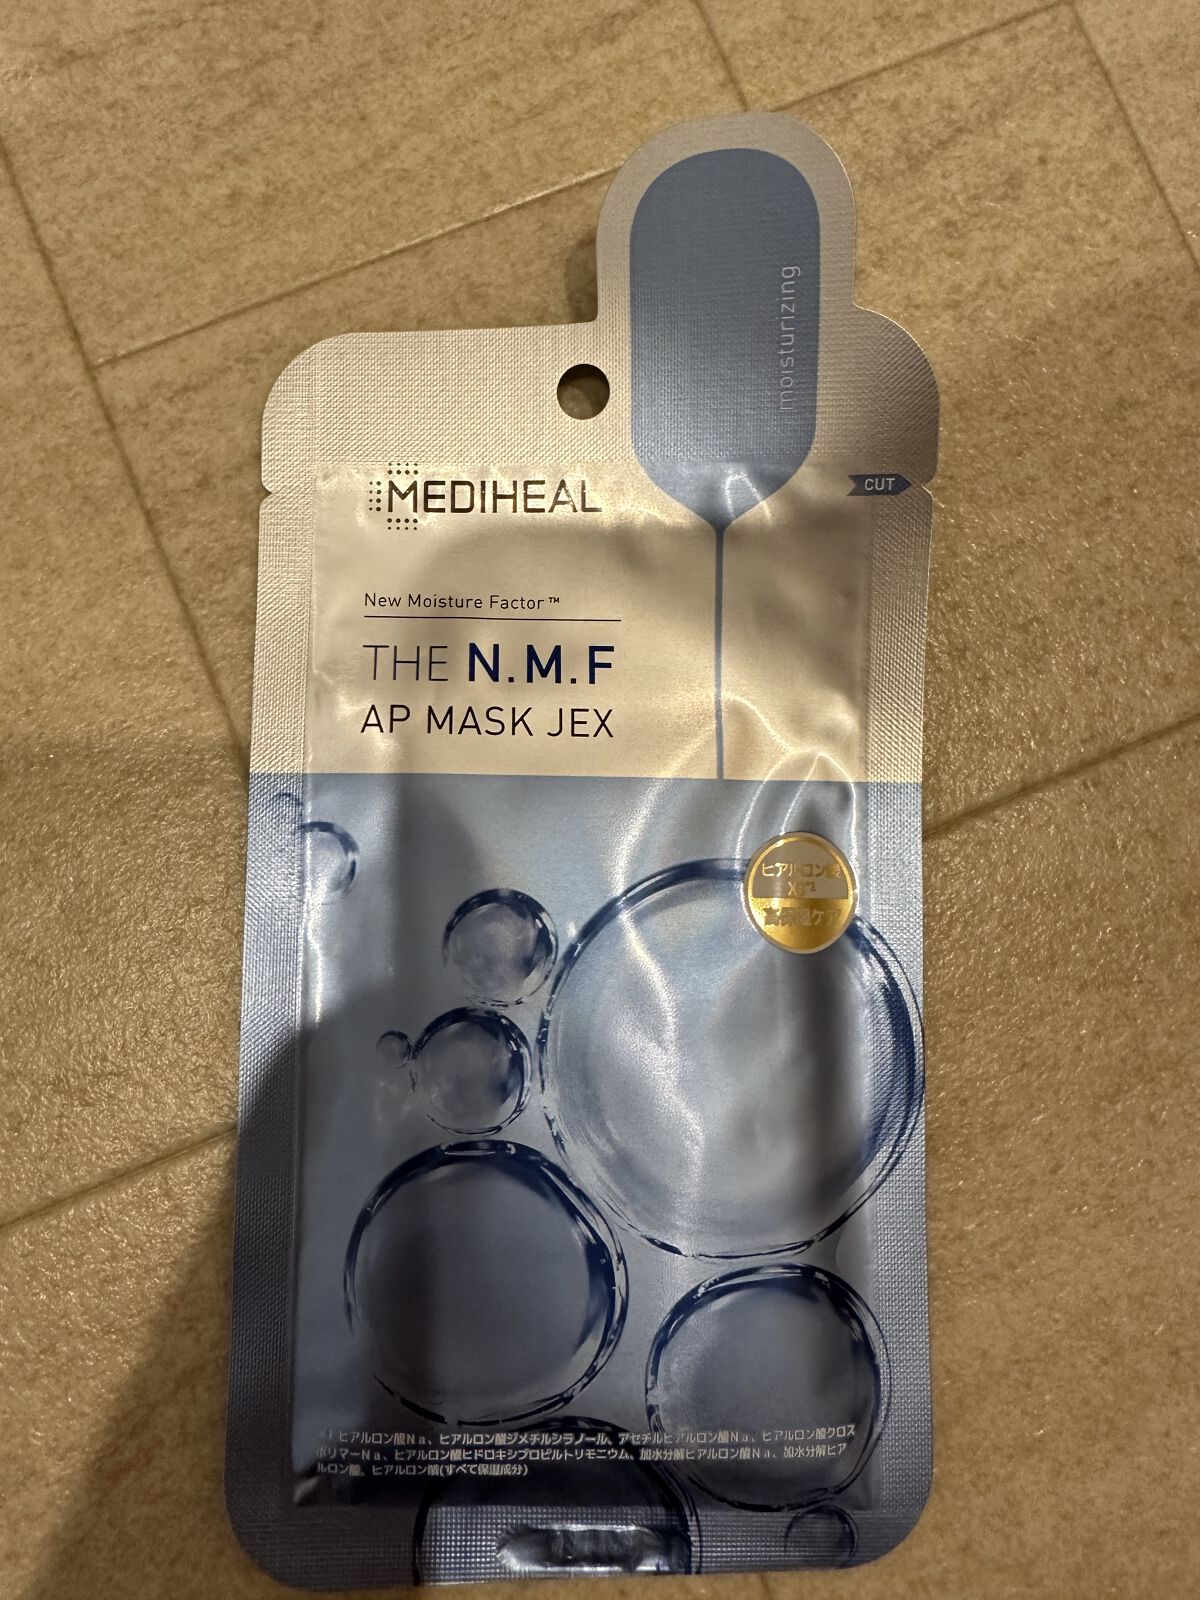 moisturizing
CUT
MEDIHEAL
New Moisture Factor™
THE N.M.F
AP MASK JEX
ヒアルロン酸
高保湿ケア
ヒアルロン酸Na、ヒアルロン酸ジメチルシラノール、アセチルヒアルロン酸Na、ヒアルロン酸クロス
ポリマーNa、ヒアルロン酸ヒドロキシプロピルトリモニウム、加水分解ヒアルロン酸Na、加水分解ヒア
ルロン酸、ヒアルロン酸(すべて保湿成分)